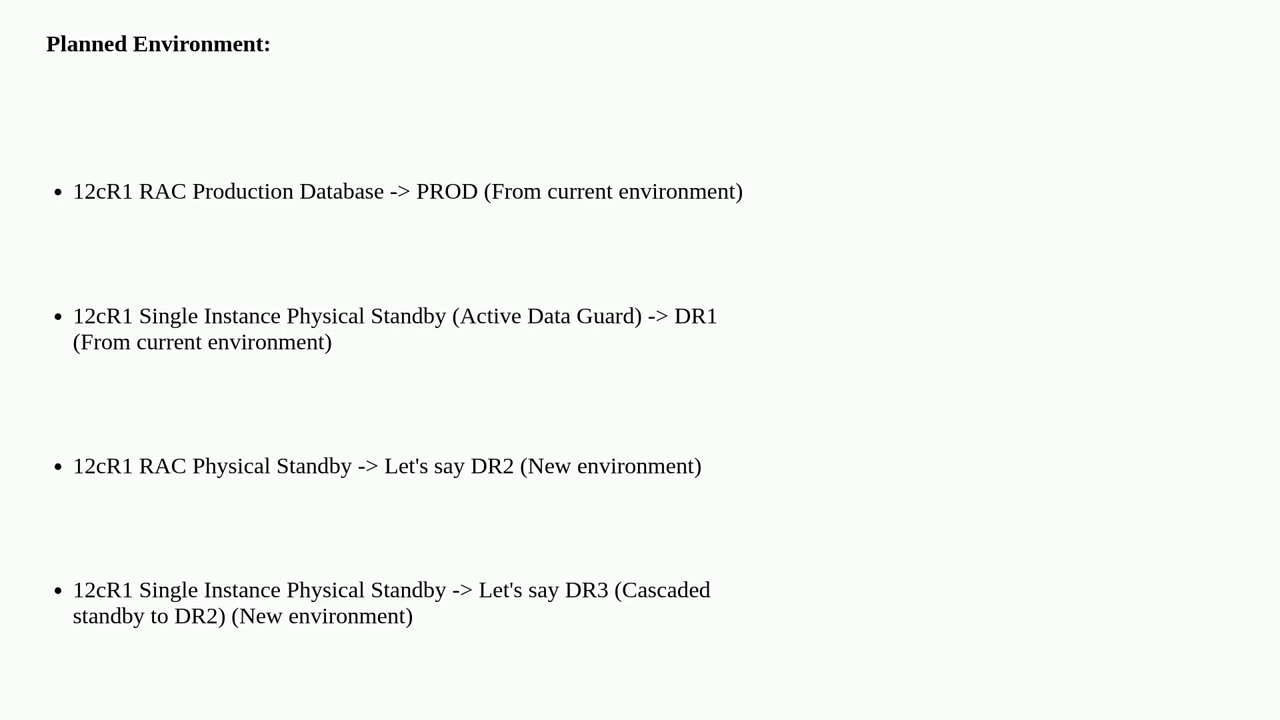 Planned Environment:
• 12cR1 RAC Production Database -> PROD (From current environment)
• 12cR1 Single Instance Physical Standby (Active Data Guard) -> DR1
(From current environment)
• 12cR1 RAC Physical Standby -> Let's say DR2 (New environment)
• 12cR1 Single Instance Physical Standby -> Let's say DR3 (Cascaded
standby to DR2) (New environment)